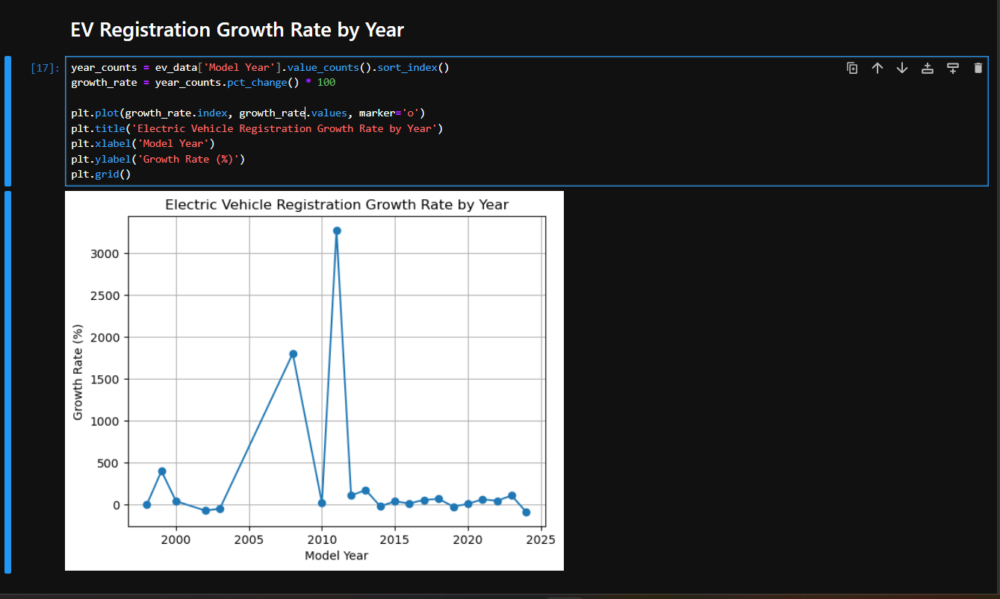 EV Registration Growth Rate by Year
[17]:
year_counts = ev_data['Model Year'].value_counts().sort_index()
growth_rate = year_counts.pct_change() * 100
plt.plot(growth_rate.index, growth_rate.values, marker='o')
plt.title('Electric Vehicle Registration Growth Rate by Year')
plt.xlabel('Model Year')
plt.ylabel('Growth Rate (%)')
plt.grid()
Electric Vehicle Registration Growth Rate by Year
Growth Rate (%)
3000
2500
2000
1500
1000
500
0
2000 2005 2010 2015 2020 2025
Model Year